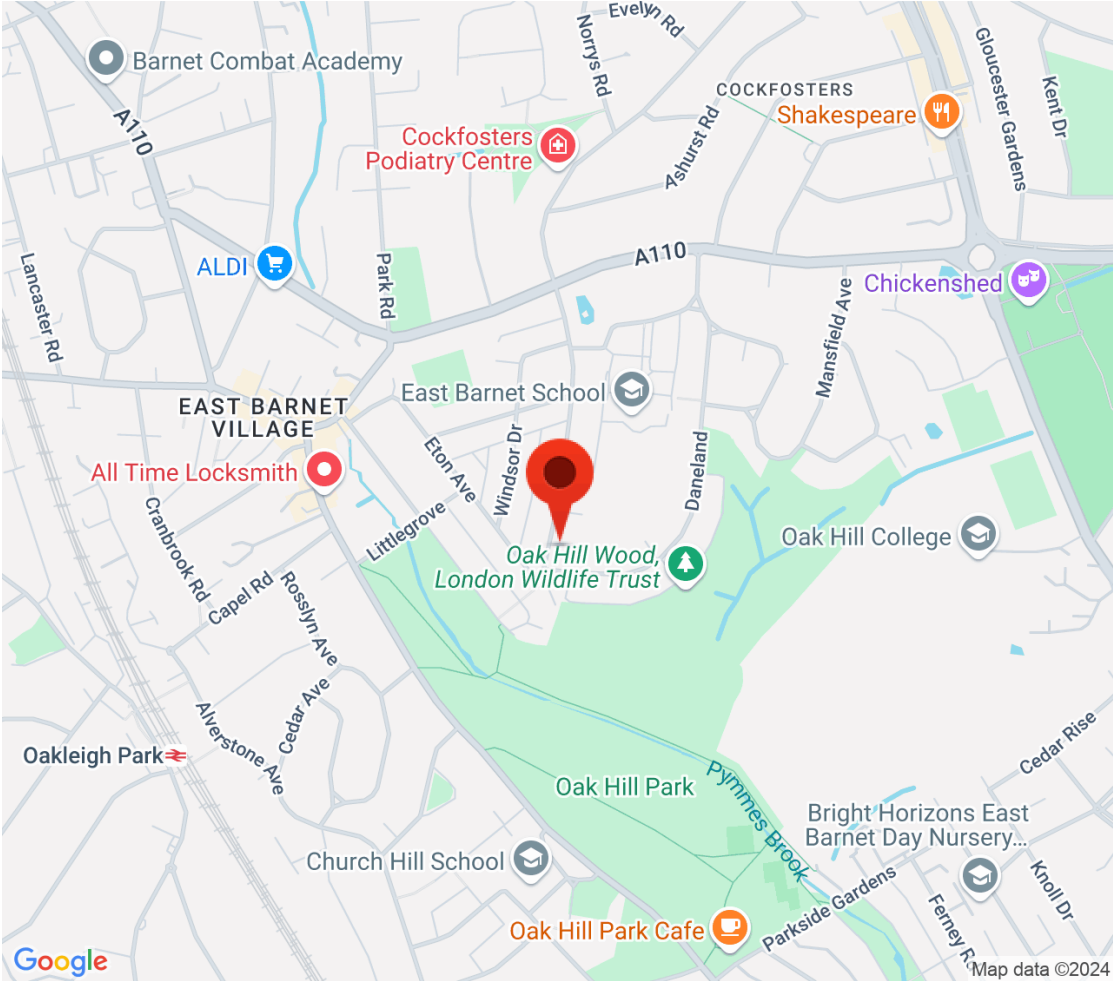 Evelyn Rd
Norrys Rd
Gloucester Gardens
Kent Dr
Barnet Combat Academy
COCKFOSTERS
Shakespeare
A110
Cockfosters
Podiatry Centre
Ashurst Rd
A110
Lancaster Rd
ALDI
Park Rd
Chickenshed
Mansfield Ave
East Barnet School
EAST BARNET
VILLAGE
Windsor Dr
Eton Ave
Daneland
All Time Locksmith
Cranbrook Rd
Littlegrove
Oak Hill College
Oak Hill Wood,
London Wildlife Trust
Capel Rd
Rosslyn Ave
Cedar Ave
Alverstone Ave
Oakleigh Park
Cedar Rise
Oak Hill Park
Pymmes Brook
Bright Horizons East
Barnet Day Nursery...
Church Hill School
Knoll Dr
Parkside Gardens
Ferney Rd
Oak Hill Park Cafe
Google
Map data ©2024